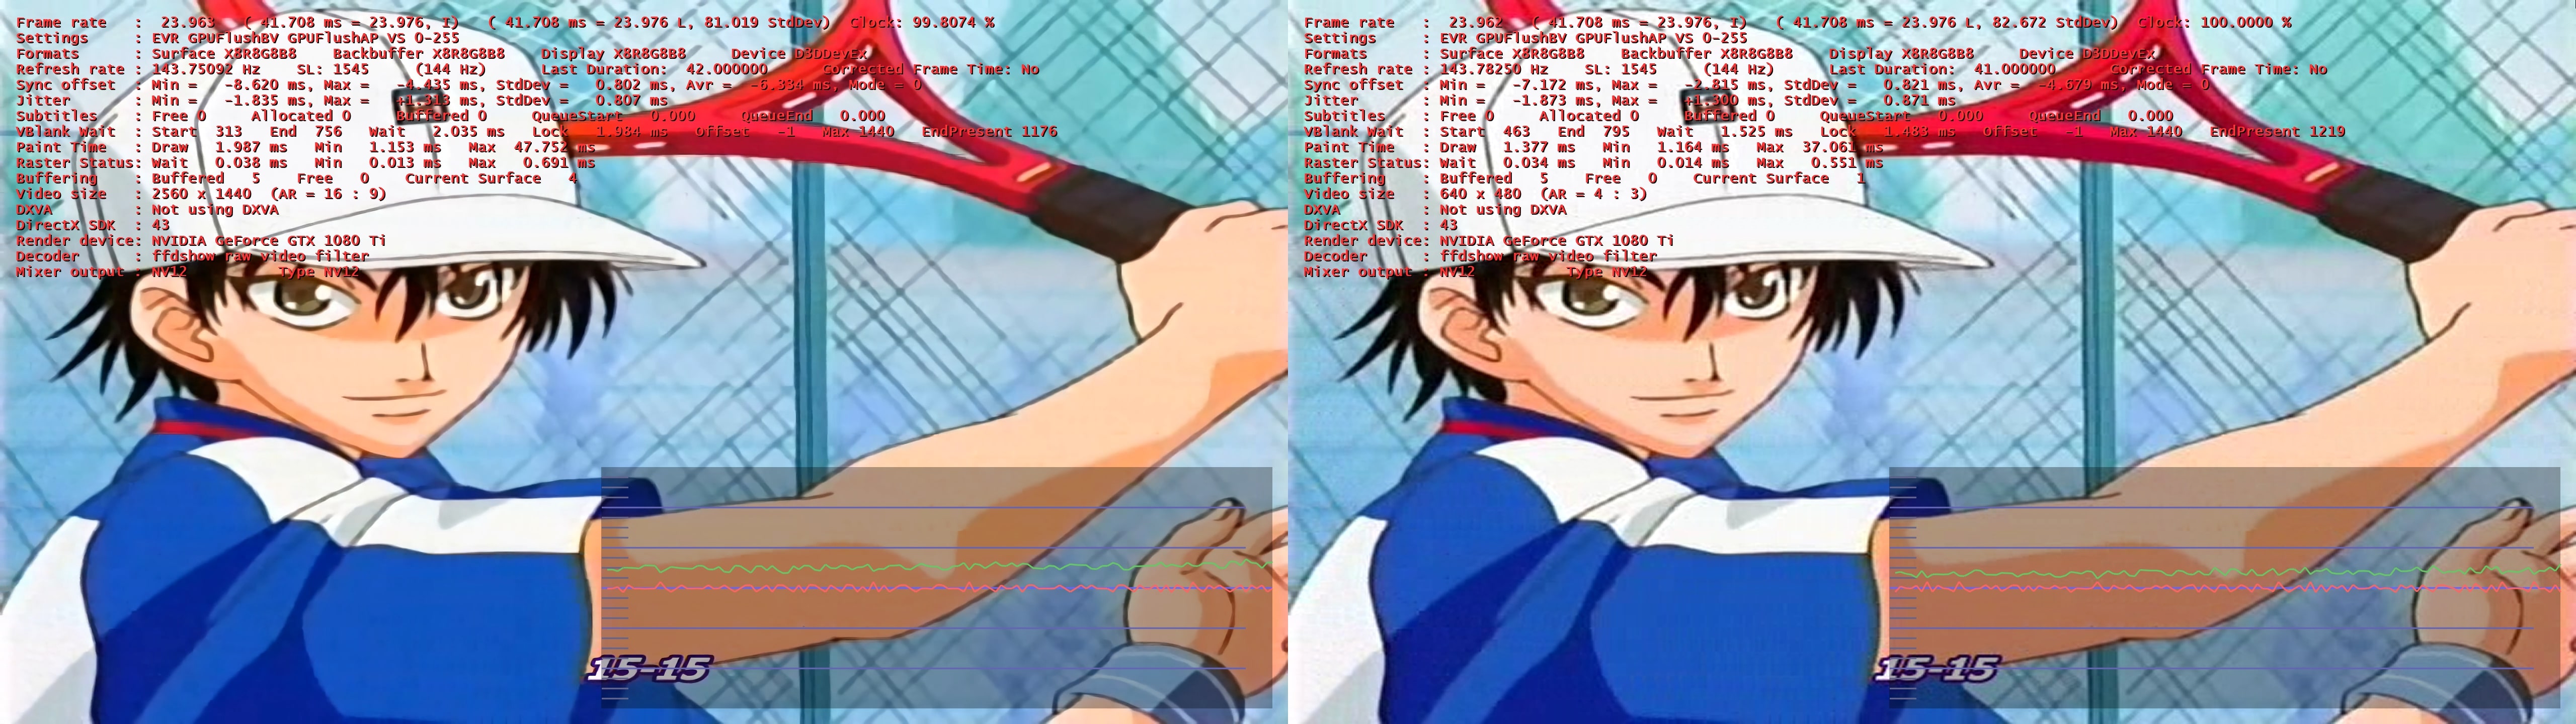 Frame rate   :  23.963   ( 41.708 ms = 23.976, I)   ( 41.708 ms = 23.976 L, 81.019 StdDev)  Clock: 99.8074 %
Settings     : EVR GPUFlushBV GPUFlushAP VS 0-255
Formats      : Surface X8R8G8B8    Backbuffer X8R8G8B8    Display X8R8G8B8     Device D3DDevEx
Refresh rate : 143.75092 Hz    SL: 1545     (144 Hz)      Last Duration:  42.000000      Corrected Frame Time: No
Sync offset  : Min =   -8.620 ms, Max =   -4.435 ms, StdDev =   0.802 ms, Avr =  -6.334 ms, Mode = 0
Jitter       : Min =   -1.835 ms, Max =   +1.313 ms, StdDev =   0.807 ms
Subtitles    : Free 0     Allocated 0     Buffered 0     QueueStart   0.000     QueueEnd   0.000
VBlank Wait  : Start  313   End  756   Wait   2.035 ms   Lock   1.984 ms   Offset   -1   Max 1440   EndPresent 1176
Paint Time   : Draw   1.987 ms   Min   1.153 ms   Max  47.752 ms
Raster Status: Wait   0.038 ms   Min   0.013 ms   Max   0.691 ms
Buffering    : Buffered   5    Free   0    Current Surface   4
Video size   : 2560 x 1440  (AR = 16 : 9)
DXVA         : Not using DXVA
DirectX SDK  : 43
Render device: NVIDIA GeForce GTX 1080 Ti
Decoder      : ffdshow raw video filter
Mixer output : NV12          Type NV12
15-15
Frame rate   :  23.962   ( 41.708 ms = 23.976, I)   ( 41.708 ms = 23.976 L, 82.672 StdDev)  Clock: 100.0000 %
Settings     : EVR GPUFlushBV GPUFlushAP VS 0-255
Formats      : Surface X8R8G8B8    Backbuffer X8R8G8B8    Display X8R8G8B8     Device D3DDevEx
Refresh rate : 143.78250 Hz    SL: 1545     (144 Hz)      Last Duration:  41.000000      Corrected Frame Time: No
Sync offset  : Min =   -7.172 ms, Max =   -2.815 ms, StdDev =   0.821 ms, Avr =  -4.679 ms, Mode = 0
Jitter       : Min =   -1.873 ms, Max =   +1.300 ms, StdDev =   0.871 ms
Subtitles    : Free 0     Allocated 0     Buffered 0     QueueStart   0.000     QueueEnd   0.000
VBlank Wait  : Start  463   End  795   Wait   1.525 ms   Lock   1.483 ms   Offset   -1   Max 1440   EndPresent 1219
Paint Time   : Draw   1.377 ms   Min   1.164 ms   Max  37.061 ms
Raster Status: Wait   0.034 ms   Min   0.014 ms   Max   0.551 ms
Buffering    : Buffered   5    Free   0    Current Surface   1
Video size   : 640 x 480  (AR = 4 : 3)
DXVA         : Not using DXVA
DirectX SDK  : 43
Render device: NVIDIA GeForce GTX 1080 Ti
Decoder      : ffdshow raw video filter
Mixer output : NV12          Type NV12
15-15